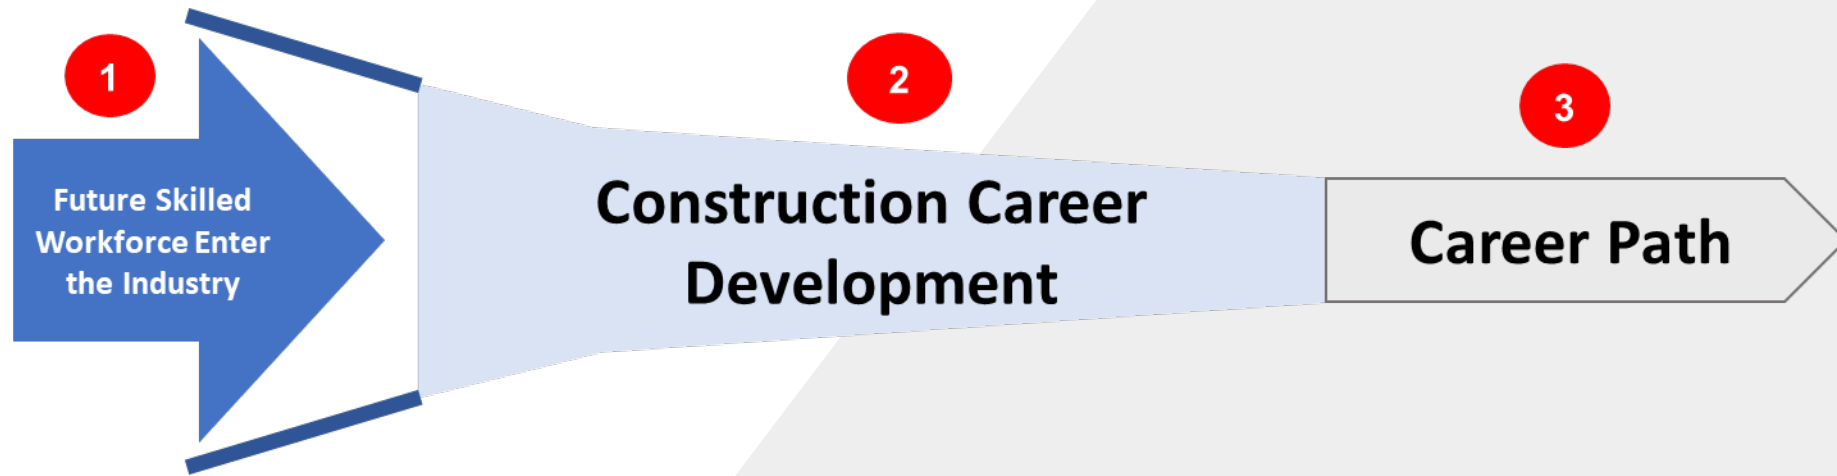 1
Future Skilled
Workforce Enter
the Industry
2
Construction Career
Development
3
Career Path